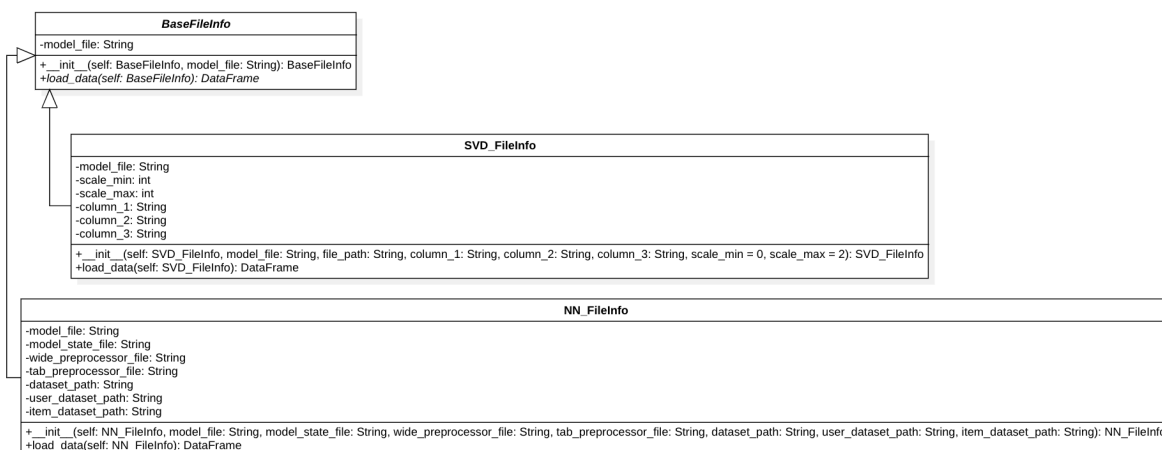 BaseFileInfo
-model_file: String
+__init__(self: BaseFileInfo, model_file: String): BaseFileInfo
+load_data(self: BaseFileInfo): DataFrame
SVD_FileInfo
-model_file: String
-scale_min: int
-scale_max: int
-column_1: String
-column_2: String
-column_3: String
+__init__(self: SVD_FileInfo, model_file: String, file_path: String, column_1: String, column_2: String, column_3: String, scale_min = 0, scale_max = 2): SVD_FileInfo
+load_data(self: SVD_FileInfo): DataFrame
NN_FileInfo
-model_file: String
-model_state_file: String
-wide_preprocessor_file: String
-tab_preprocessor_file: String
-dataset_path: String
-user_dataset_path: String
-item_dataset_path: String
+__init__(self: NN_FileInfo, model_file: String, model_state_file: String, wide_preprocessor_file: String, tab_preprocessor_file: String, dataset_path: String, user_dataset_path: String, item_dataset_path: String): NN_FileInfo
+load_data(self: NN_FileInfo): DataFrame